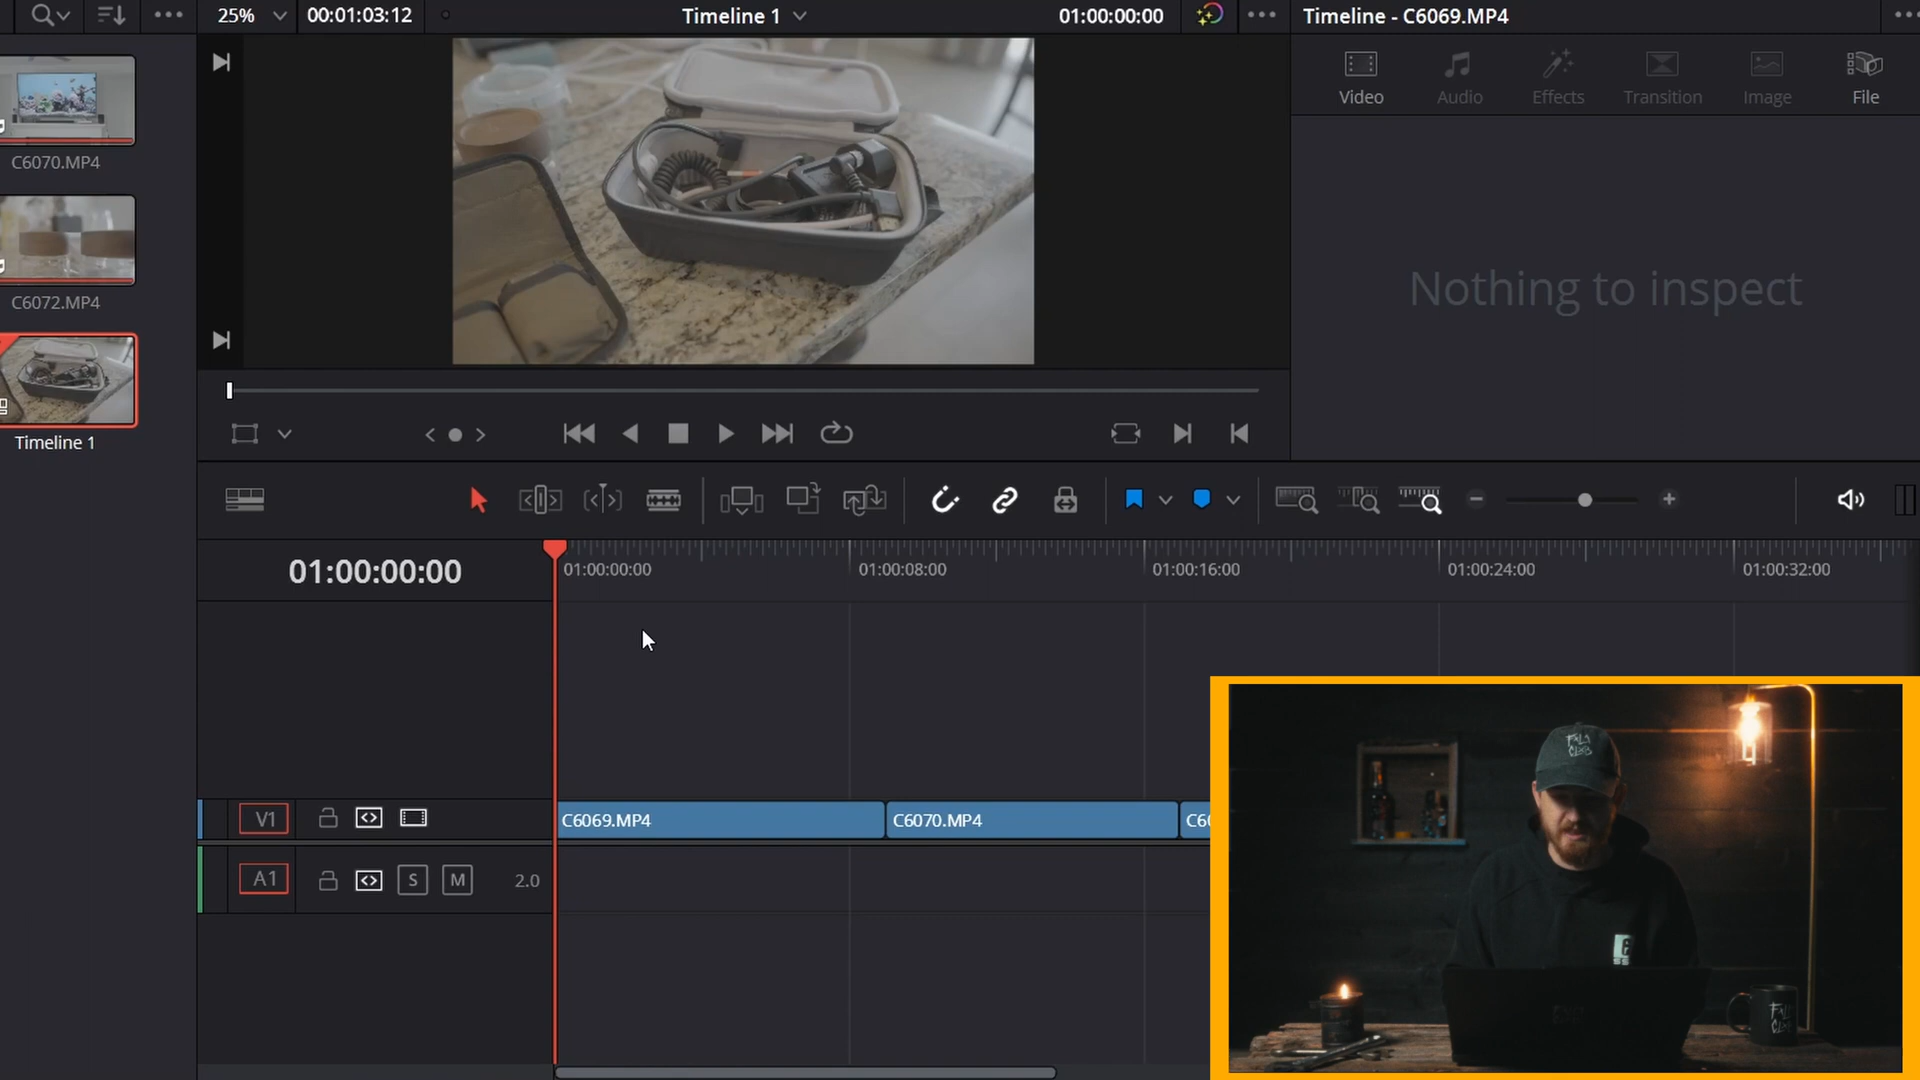 25%
00:01:03:12
Timeline 1
01:00:00:00
Timeline - C6069.MP4
Video
Audio
Effects
Transition
Image
File
C6070.MP4
C6072.MP4
Timeline 1
Nothing to inspect
01:00:00:00
01:00:00:00
01:00:08:00
01:00:16:00
01:00:24:00
01:00:32:00
V1
C6069.MP4
C6070.MP4
C60
A1
S
M
2.0
FULL
CLUB